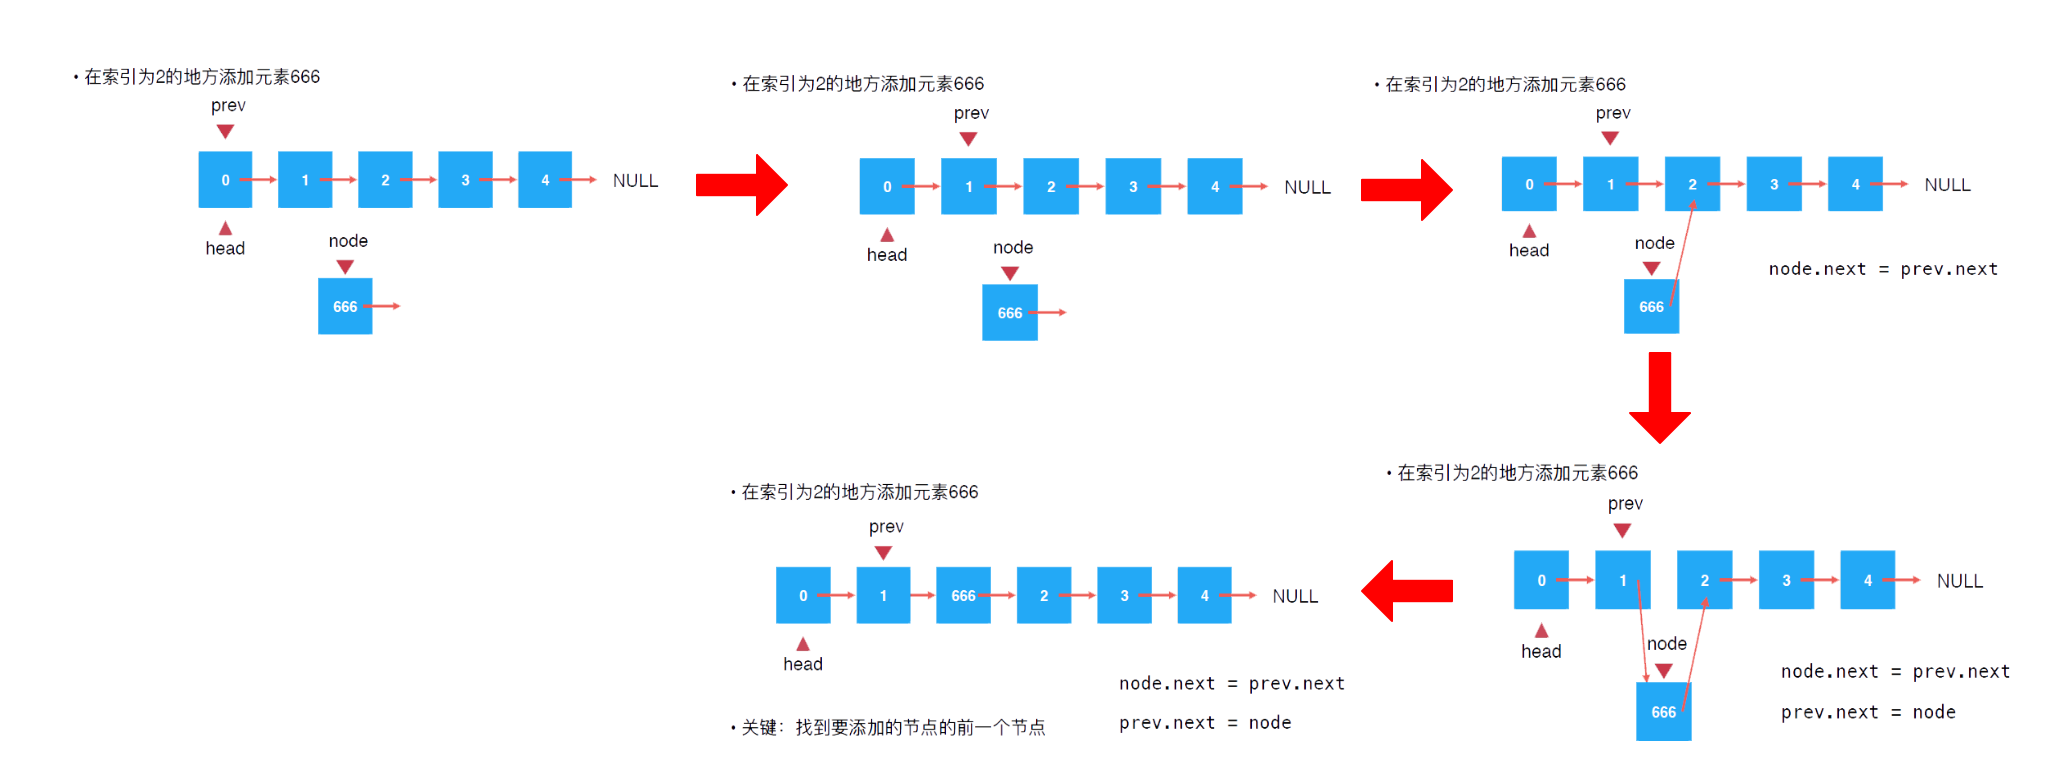 • 在索引为2的地方添加元素666
prev
0 1 2 3 4 NULL
head
node
666
• 在索引为2的地方添加元素666
prev
0 1 2 3 4 NULL
head
node
666
• 在索引为2的地方添加元素666
prev
0 1 2 3 4 NULL
head
node
node.next = prev.next
666
• 在索引为2的地方添加元素666
prev
0 1 2 3 4 NULL
head
node
node.next = prev.next
666
prev.next = node
• 在索引为2的地方添加元素666
prev
0 1 666 2 3 4 NULL
head
node.next = prev.next
prev.next = node
• 关键：找到要添加的节点的前一个节点